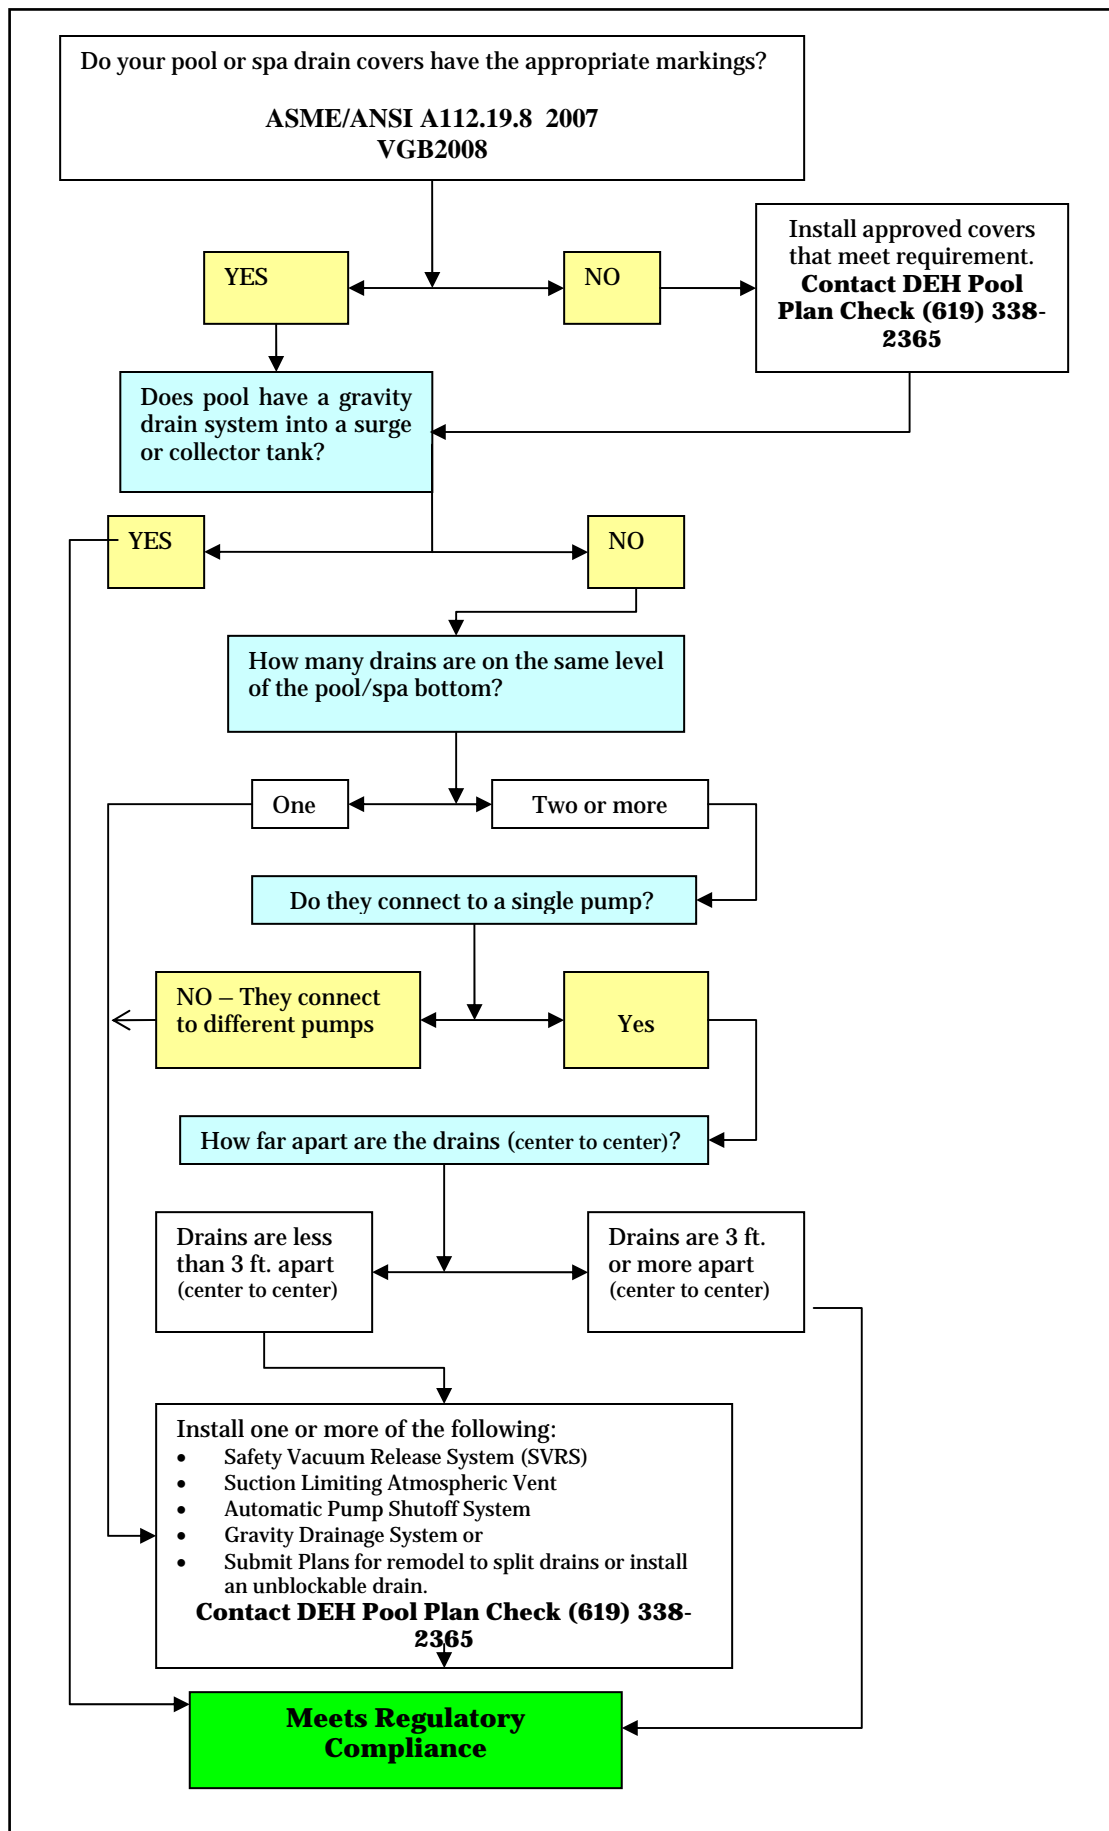 Do your pool or spa drain covers have the appropriate markings?
ASME/ANSI A112.19.8 2007
VGB2008
Install approved covers
that meet requirement.
Contact DEH Pool
Plan Check (619) 338-
2365
YES
NO
Does pool have a gravity
drain system into a surge
or collector tank?
YES
NO
How many drains are on the same level
of the pool/spa bottom?
One
Two or more
Do they connect to a single pump?
NO – They connect
to different pumps
Yes
How far apart are the drains (center to center)?
Drains are less
than 3 ft. apart
(center to center)
Drains are 3 ft.
or more apart
(center to center)
Install one or more of the following:
• Safety Vacuum Release System (SVRS)
• Suction Limiting Atmospheric Vent
• Automatic Pump Shutoff System
• Gravity Drainage System or
• Submit Plans for remodel to split drains or install
an unblockable drain.
Contact DEH Pool Plan Check (619) 338-
2365
Meets Regulatory
Compliance